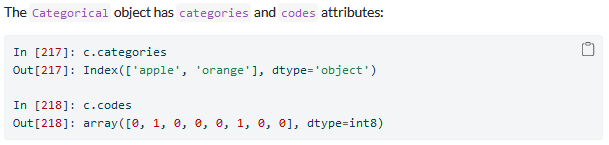 The Categorical object has categories and codes attributes:
In [217]: c.categories
Out[217]: Index(['apple', 'orange'], dtype='object')
In [218]: c.codes
Out[218]: array([0, 1, 0, 0, 0, 1, 0, 0], dtype=int8)